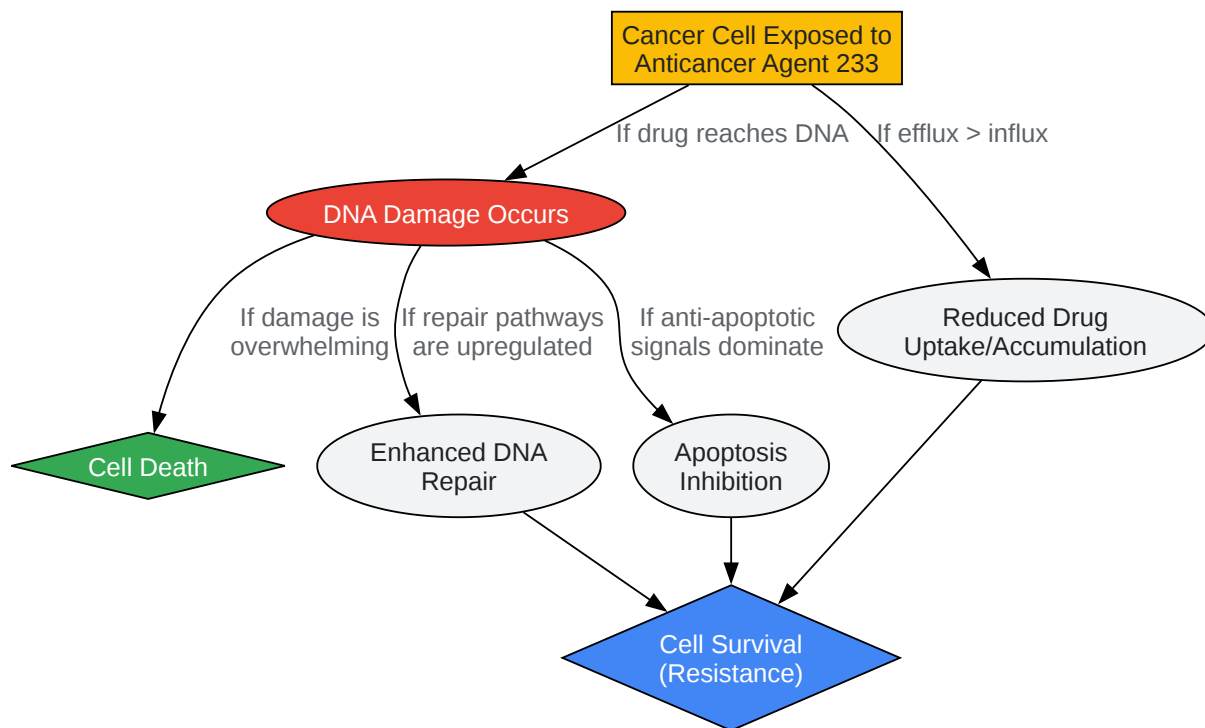 Cancer Cell Exposed to
Anticancer Agent 233
If drug reaches DNA
If efflux > influx
DNA Damage Occurs
If damage is
overwhelming
If repair pathways
are upregulated
If anti-apoptotic
signals dominate
Reduced Drug
Uptake/Accumulation
Cell Death
Enhanced DNA
Repair
Apoptosis
Inhibition
Cell Survival
(Resistance)